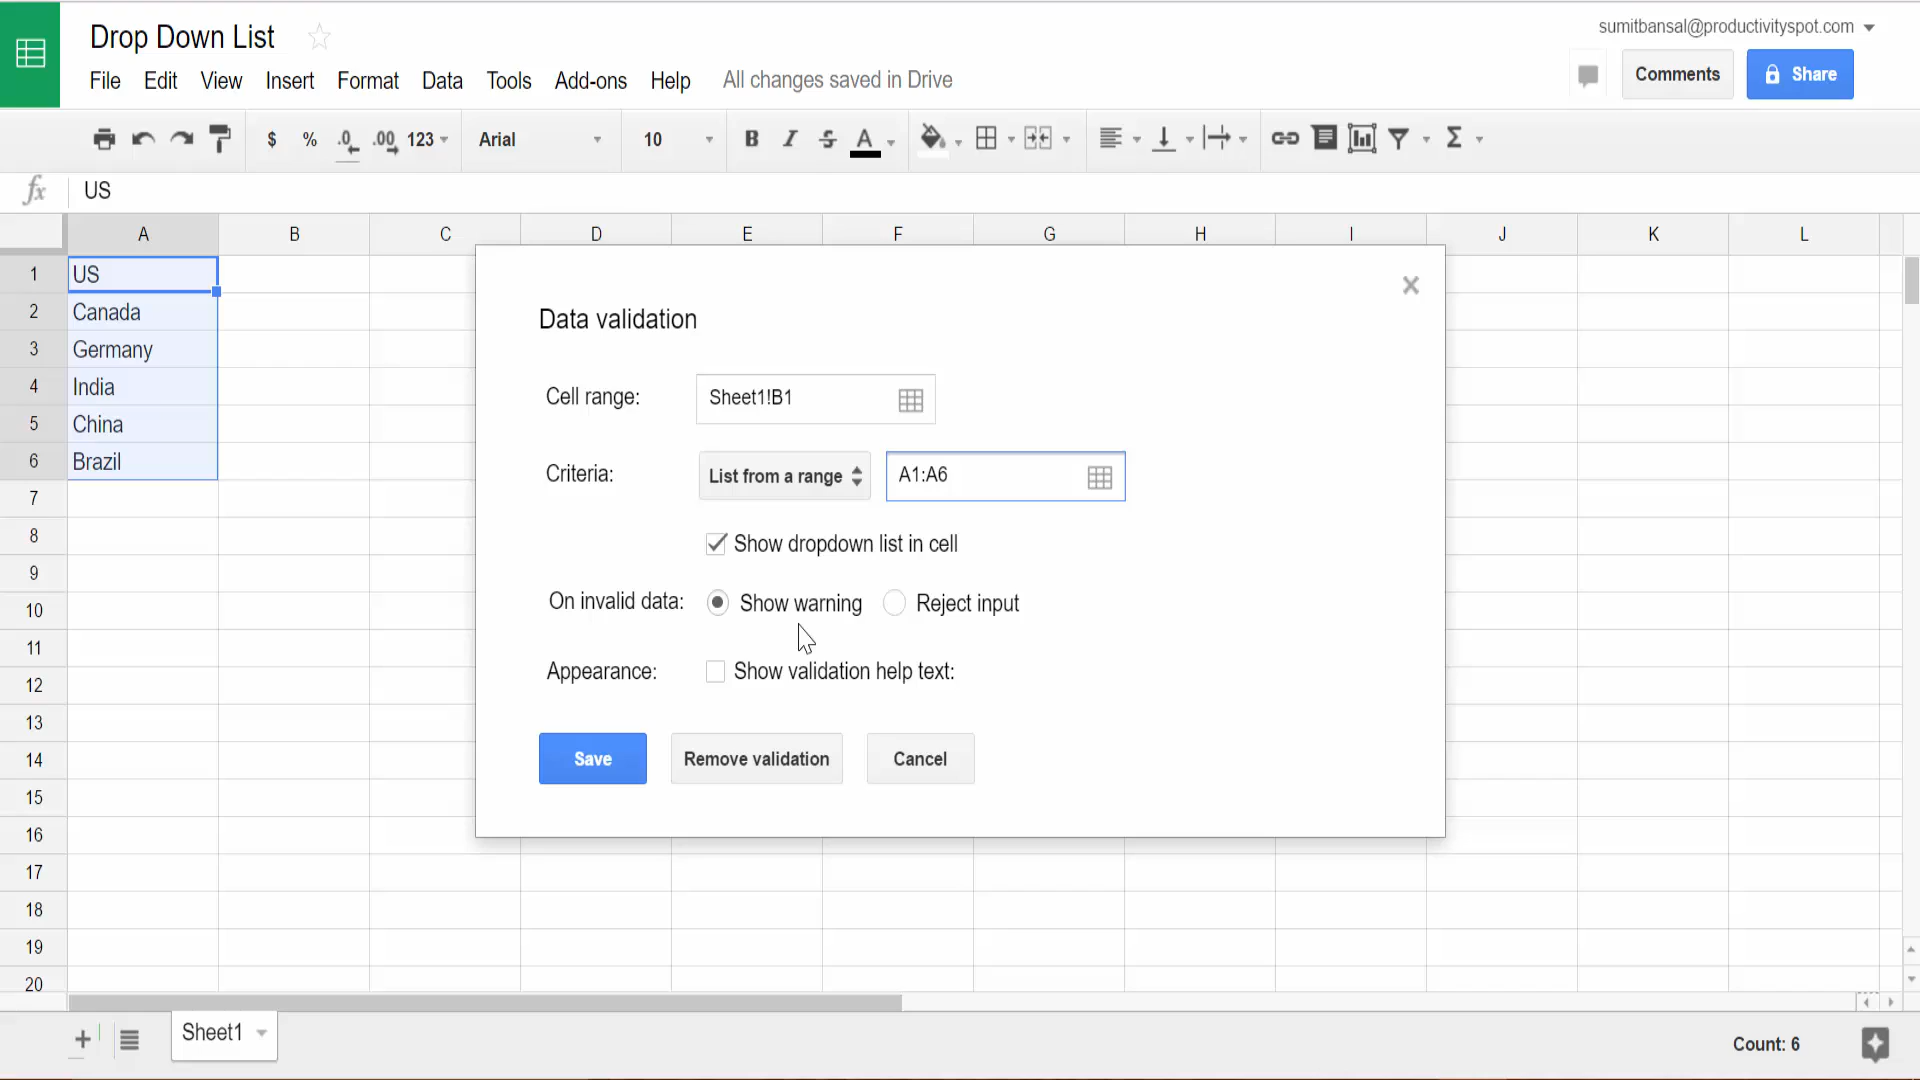 Drop Down List
sumitbansal@productivityspot.com
File Edit View Insert Format Data Tools Add-ons Help All changes saved in Drive
Comments Share
$ % .0 .00 123 Arial 10 B I S A Σ
fx US
A B C D E F G H I J K L
1 US
2 Canada
3 Germany
4 India
5 China
6 Brazil
7
8
9
10
11
12
13
14
15
16
17
18
19
20
Data validation
Cell range: Sheet1!B1
Criteria: List from a range A1:A6
Show dropdown list in cell
On invalid data: Show warning Reject input
Appearance: Show validation help text:
Save Remove validation Cancel
Sheet1 Count: 6